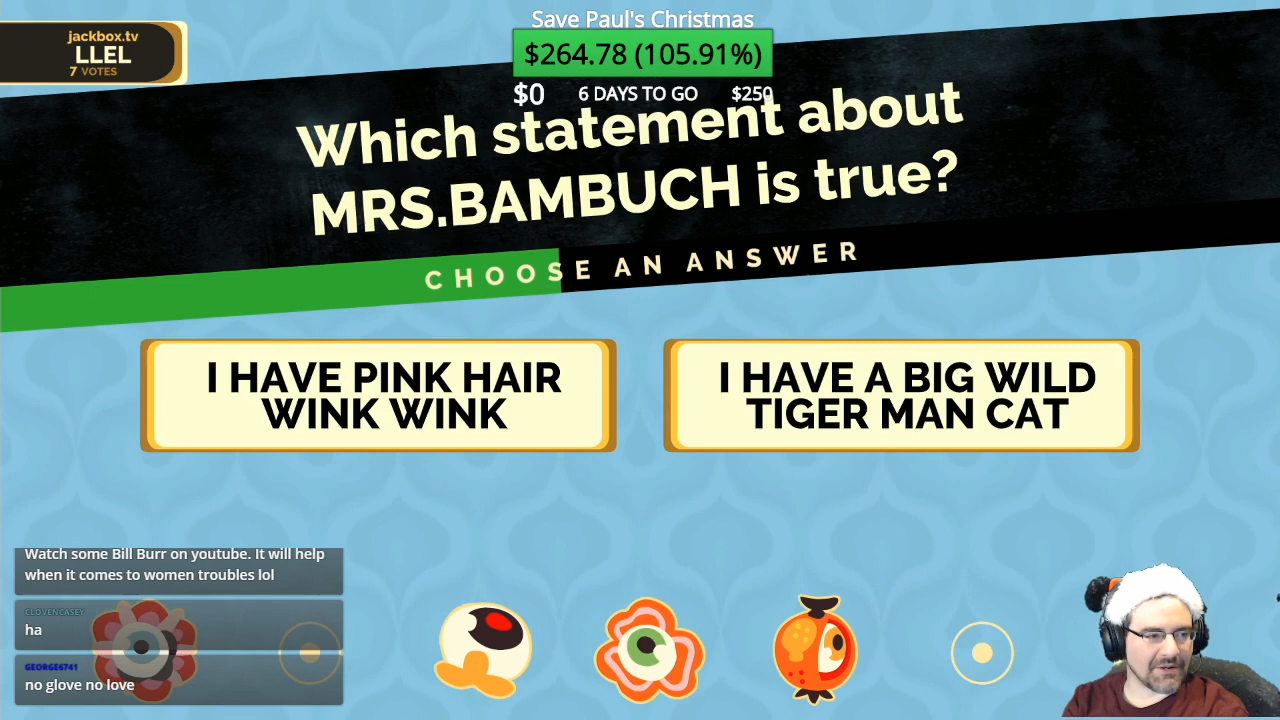 jackbox.tv
LLEL
7 VOTES
Save Paul's Christmas
$264.78 (105.91%)
$0 6 DAYS TO GO $250
Which statement about
MRS.BAMBUCH is true?
CHOOSE AN ANSWER
I HAVE PINK HAIR
WINK WINK
I HAVE A BIG WILD
TIGER MAN CAT
Watch some Bill Burr on youtube. It will help
when it comes to women troubles lol
CLOVENCASEY
ha
GEORGE6741
no glove no love